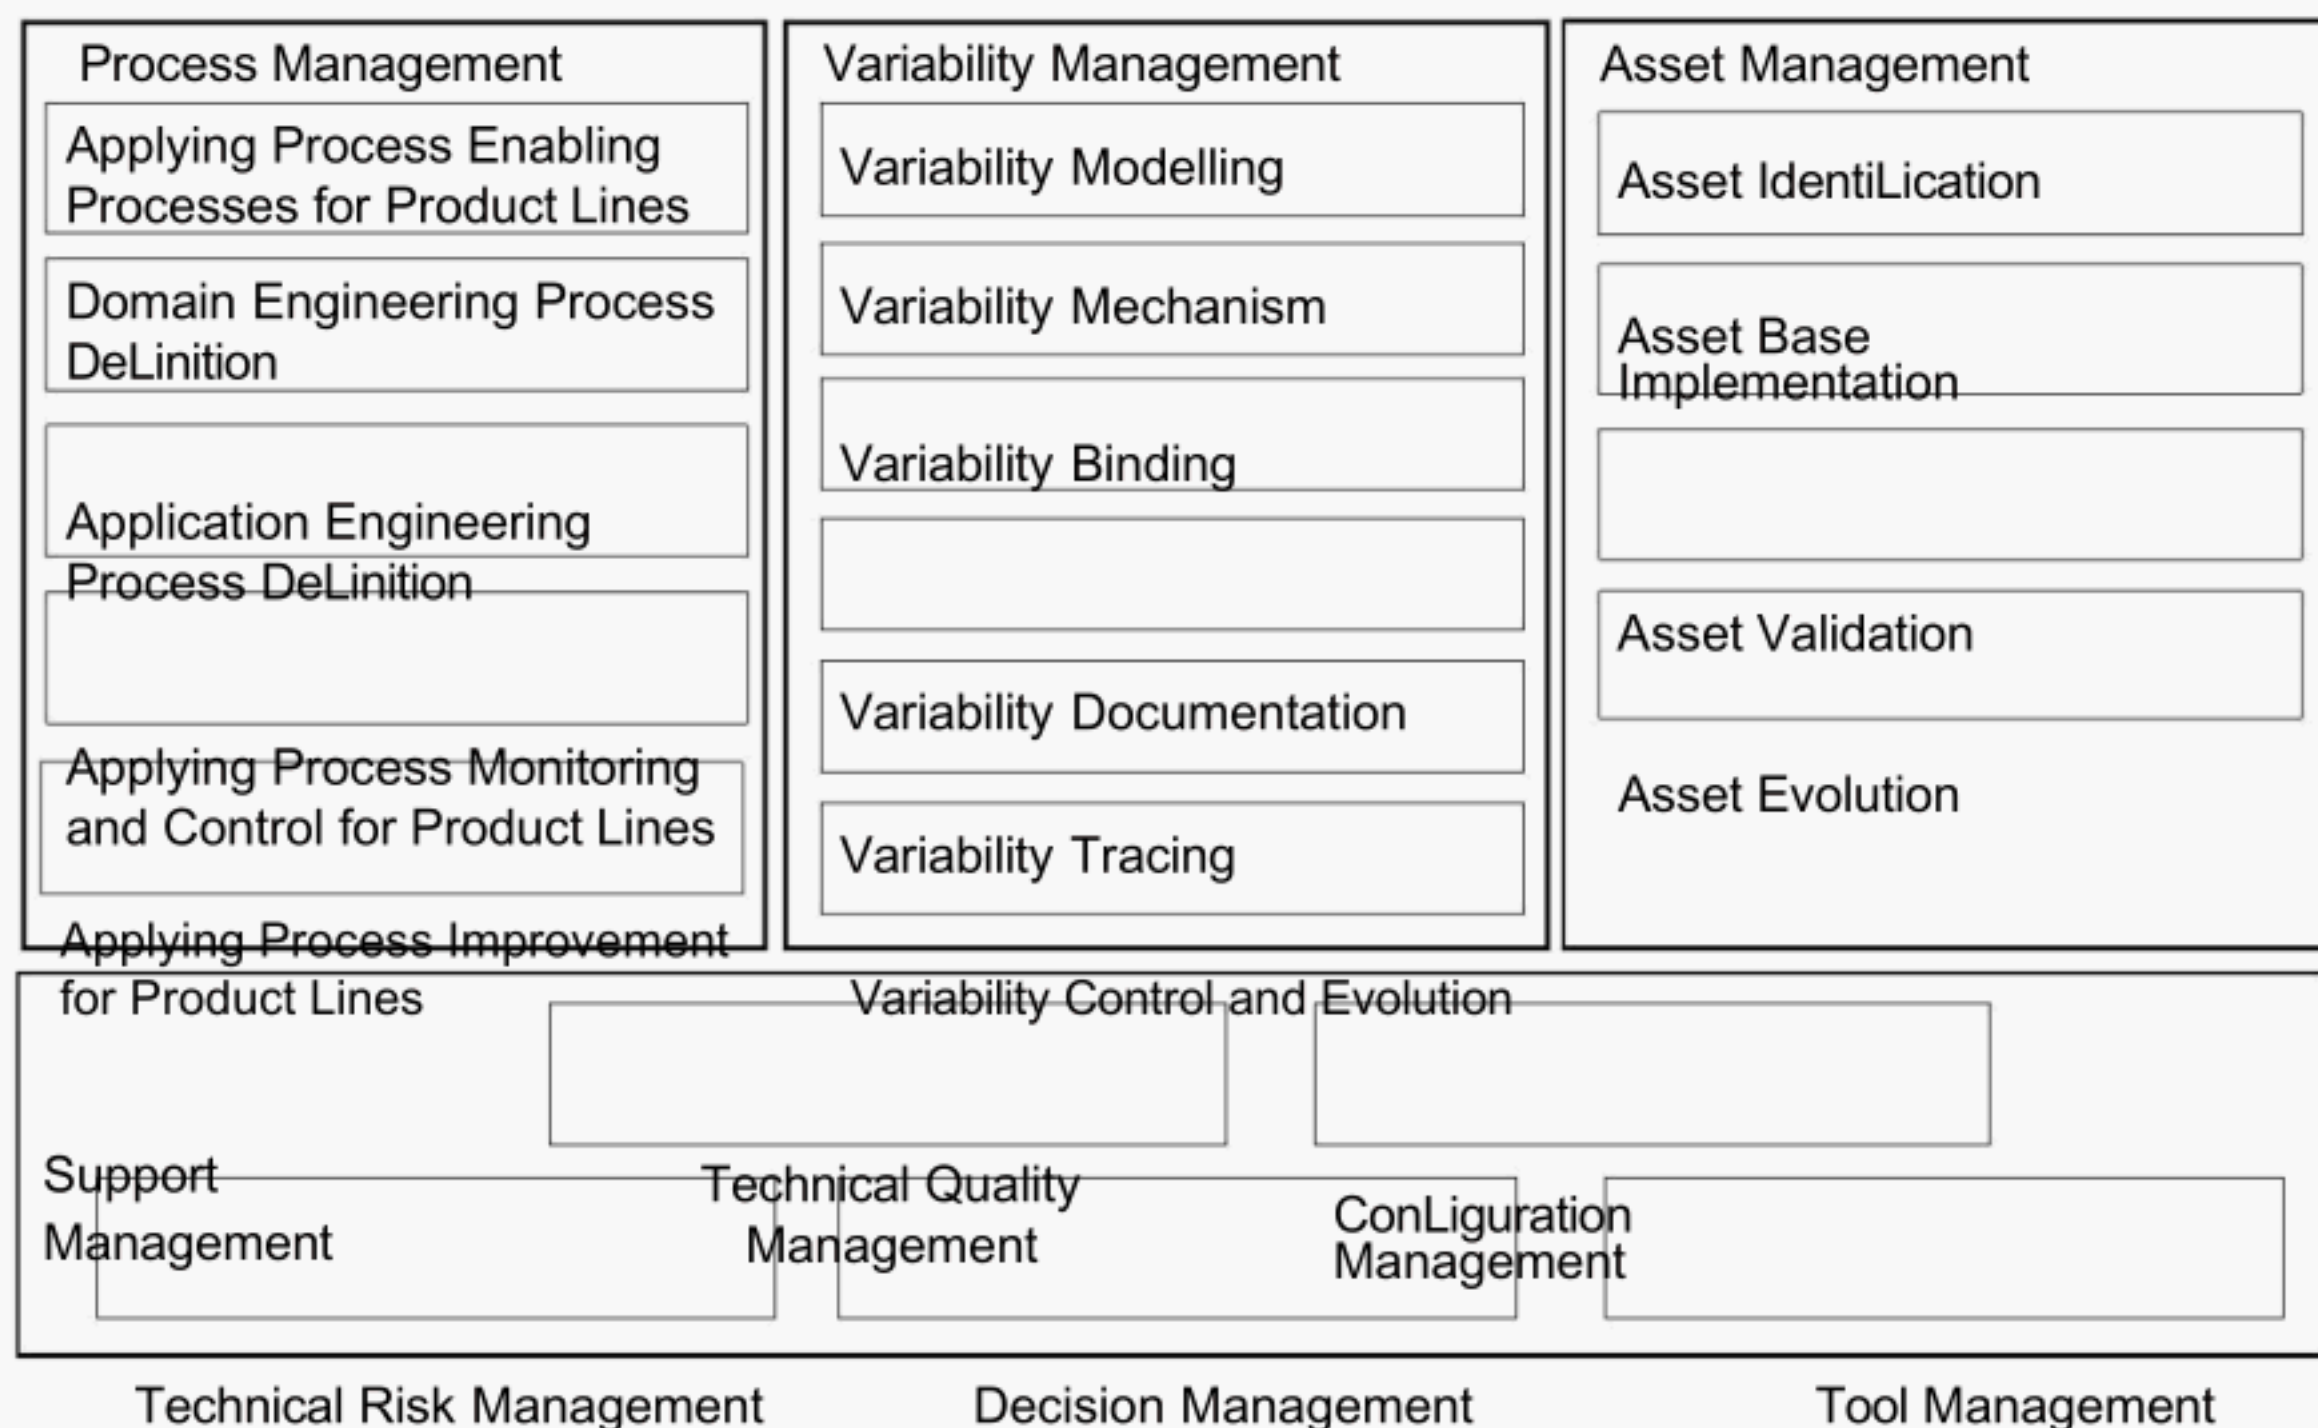 Process Management
Applying Process Enabling
Processes for Product Lines
Domain Engineering Process
DeLinition
Application Engineering
Process DeLinition
Applying Process Monitoring
and Control for Product Lines
Applying Process Improvement
for Product Lines
Variability Management
Variability Modelling
Variability Mechanism
Variability Binding
Variability Documentation
Variability Tracing
Variability Control and Evolution
Asset Management
Asset IdentiLication
Asset Base
Implementation
Asset Validation
Asset Evolution
Support
Management
Technical Quality
Management
ConLiguration
Management
Technical Risk Management
Decision Management
Tool Management